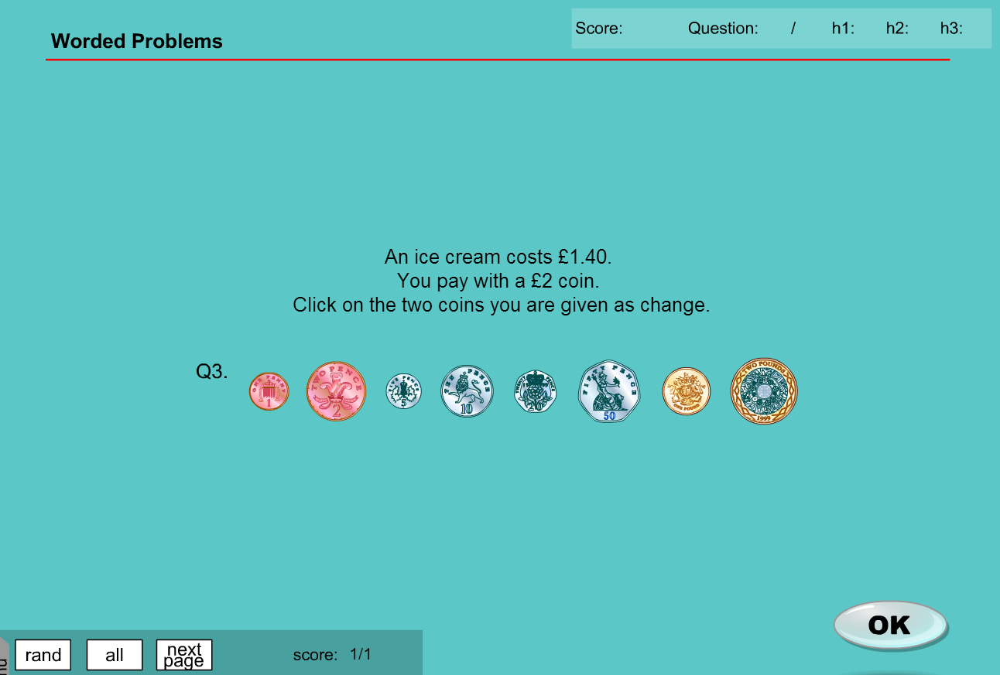 Worded Problems
Score: Question: / h1: h2: h3:
An ice cream costs £1.40.
You pay with a £2 coin.
Click on the two coins you are given as change.
Q3.
ONE PENNY 1
TWO PENCE 2
FIVE PENCE 5
TEN PENCE 10
TWENTY PENCE 20
FIFTY PENCE 50
ONE POUND
TWO POUNDS 1999
OK
rand all next page score: 1/1